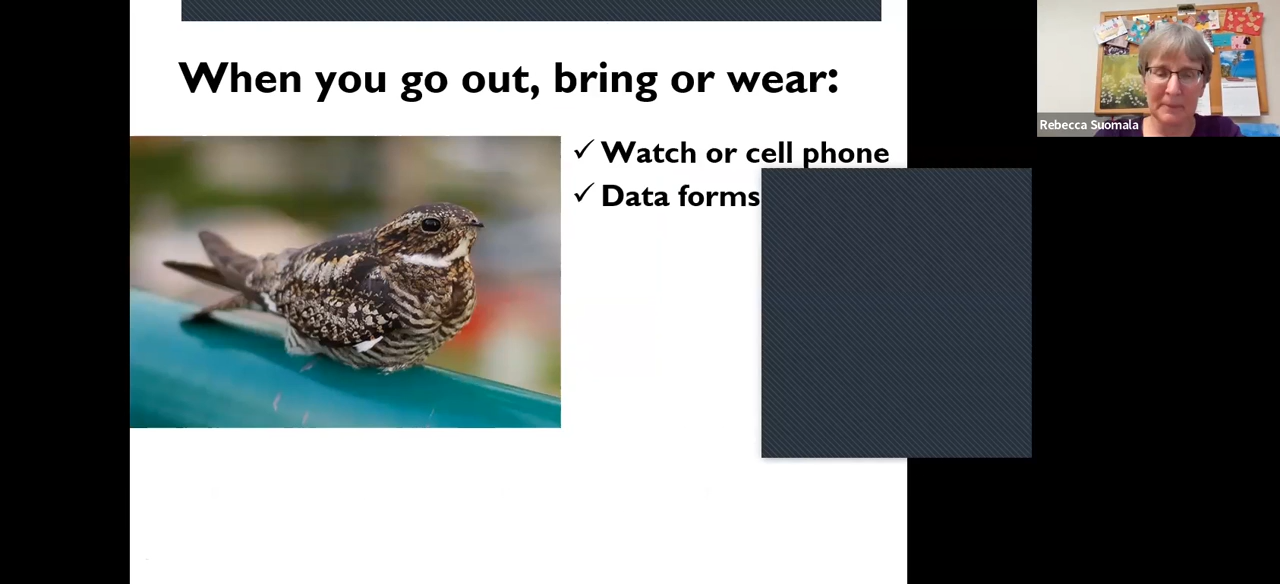 When you go out, bring or wear:
✓ Watch or cell phone
✓ Data forms
Rebecca Suomala